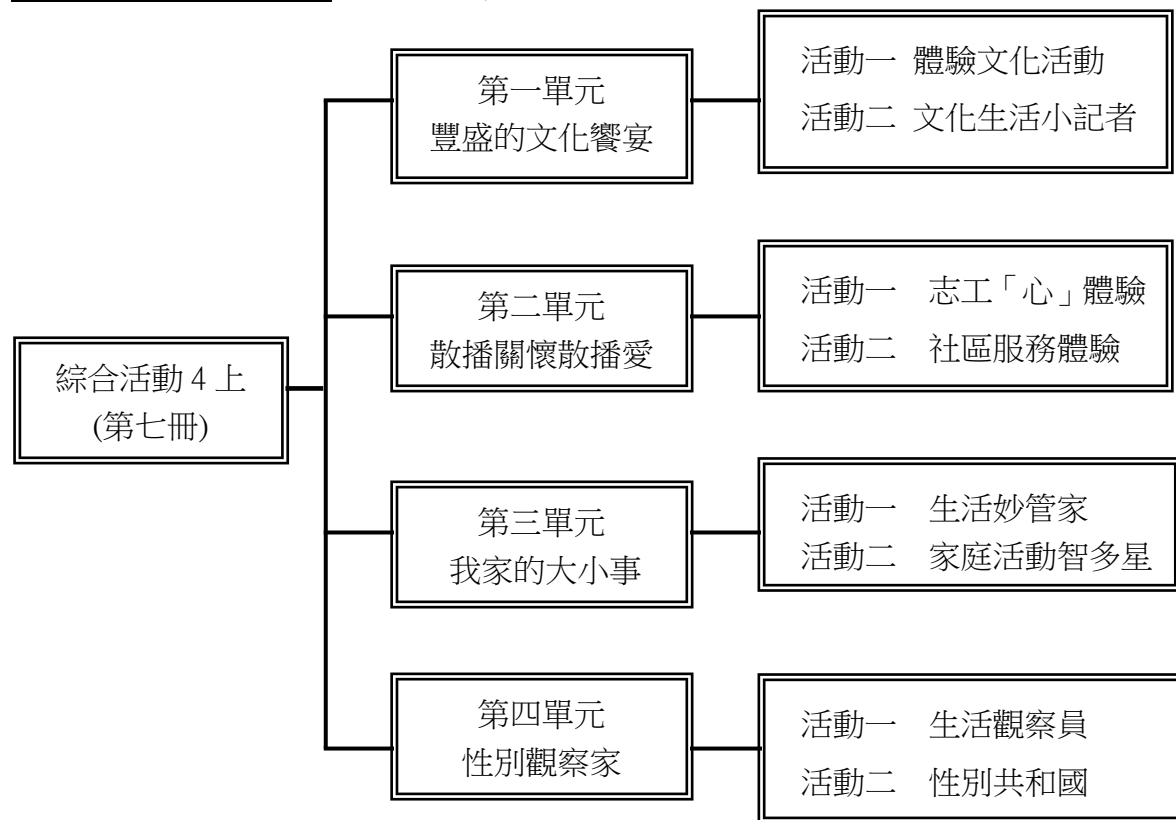 綜合活動 4 上
(第七冊)
第一單元
豐盛的文化饗宴
活動一 體驗文化活動
活動二 文化生活小記者
第二單元
散播關懷散播愛
活動一 志工「心」體驗
活動二 社區服務體驗
第三單元
我家的大小事
活動一 生活妙管家
活動二 家庭活動智多星
第四單元
性別觀察家
活動一 生活觀察員
活動二 性別共和國